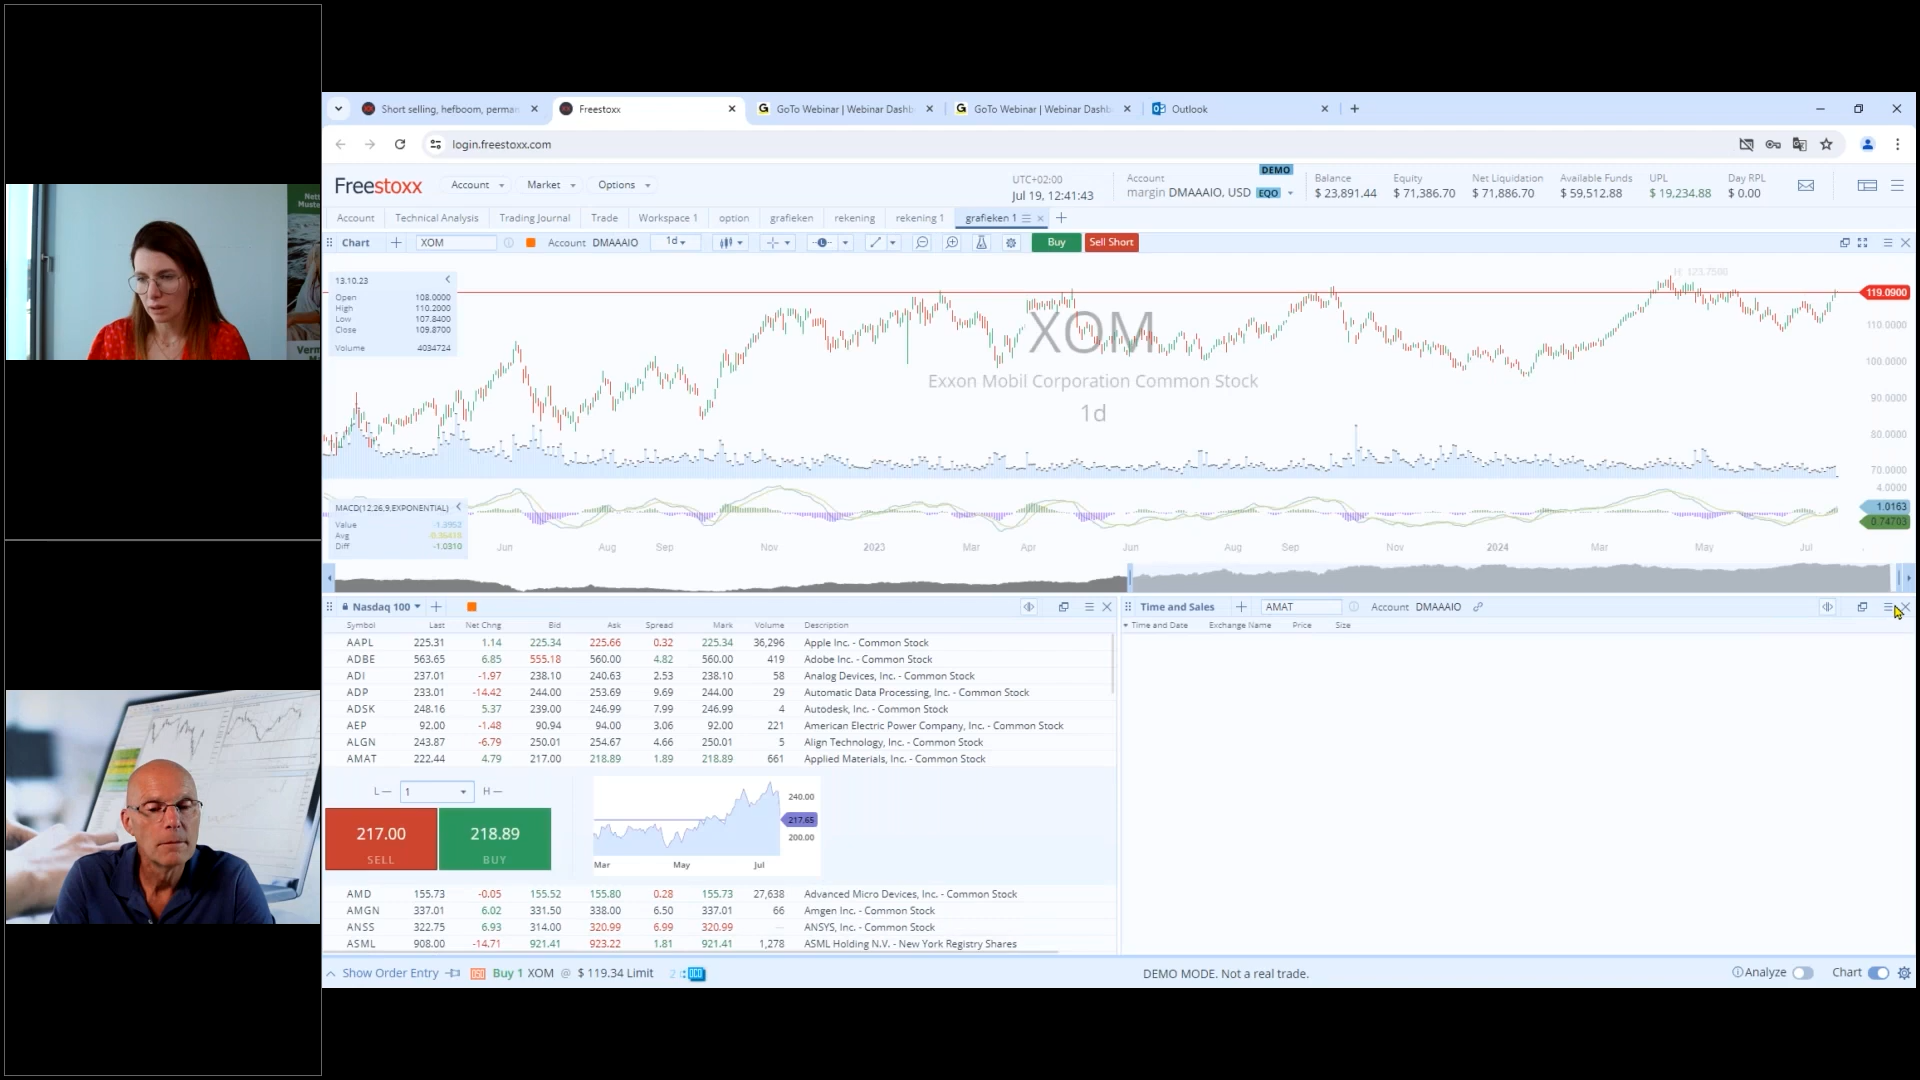 Short selling, hefboom, perma
Freestoxx
GoTo Webinar | Webinar Dashb
GoTo Webinar | Webinar Dashb
Outlook
login.freestoxx.com
Freestoxx
Account
Market
Options
UTC+02:00
Jul 19, 12:41:43
DEMO
Account
margin DMAAAIO, USD EQO
Balance
$ 23,891.44
Equity
$ 71,386.70
Net Liquidation
$ 71,886.70
Available Funds
$ 59,512.88
UPL
$ 19,234.88
Day RPL
$ 0.00
Account Technical Analysis Trading Journal Trade Workspace 1 option grafieken rekening rekening 1 grafieken 1
Chart XOM Account DMAAAIO 1d Buy Sell Short
13.10.23
Open 108.0000
High 110.2000
Low 107.8400
Close 109.8700
Volume 4034724
H: 123.7500
XOM
Exxon Mobil Corporation Common Stock
1d
119.0900
110.0000
100.0000
90.0000
80.0000
70.0000
4.0000
1.0163
0.74703
MACD(12,26,9,EXPONENTIAL)
Value -1.3952
Avg -0.36418
Diff -1.0310
Jun Aug Sep Nov 2023 Mar Apr Jun Aug Sep Nov 2024 Mar May Jul
Nasdaq 100
Symbol Last Net Chng Bid Ask Spread Mark Volume Description
AAPL 225.31 1.14 225.34 225.66 0.32 225.34 36,296 Apple Inc. - Common Stock
ADBE 563.65 6.85 555.18 560.00 4.82 560.00 419 Adobe Inc. - Common Stock
ADI 237.01 -1.97 238.10 240.63 2.53 238.10 58 Analog Devices, Inc. - Common Stock
ADP 233.01 -14.42 244.00 253.69 9.69 244.00 29 Automatic Data Processing, Inc. - Common Stock
ADSK 248.16 5.37 239.00 246.99 7.99 246.99 4 Autodesk, Inc. - Common Stock
AEP 92.00 -1.48 90.94 94.00 3.06 92.00 221 American Electric Power Company, Inc. - Common Stock
ALGN 243.87 -6.79 250.01 254.67 4.66 250.01 5 Align Technology, Inc. - Common Stock
AMAT 222.44 4.79 217.00 218.89 1.89 218.89 661 Applied Materials, Inc. - Common Stock
L — 1 H —
217.00
SELL
218.89
BUY
240.00
217.65
200.00
Mar May Jul
AMD 155.73 -0.05 155.52 155.80 0.28 155.73 27,638 Advanced Micro Devices, Inc. - Common Stock
AMGN 337.01 6.02 331.50 338.00 6.50 337.01 66 Amgen Inc. - Common Stock
ANSS 322.75 6.93 314.00 320.99 6.99 320.99 — ANSYS, Inc. - Common Stock
ASML 908.00 -14.71 921.41 923.22 1.81 921.41 1,278 ASML Holding N.V. - New York Registry Shares
Time and Sales AMAT Account DMAAAIO
Time and Date Exchange Name Price Size
Show Order Entry Buy 1 XOM @ $ 119.34 Limit 2 OCO
DEMO MODE. Not a real trade.
Analyze Chart